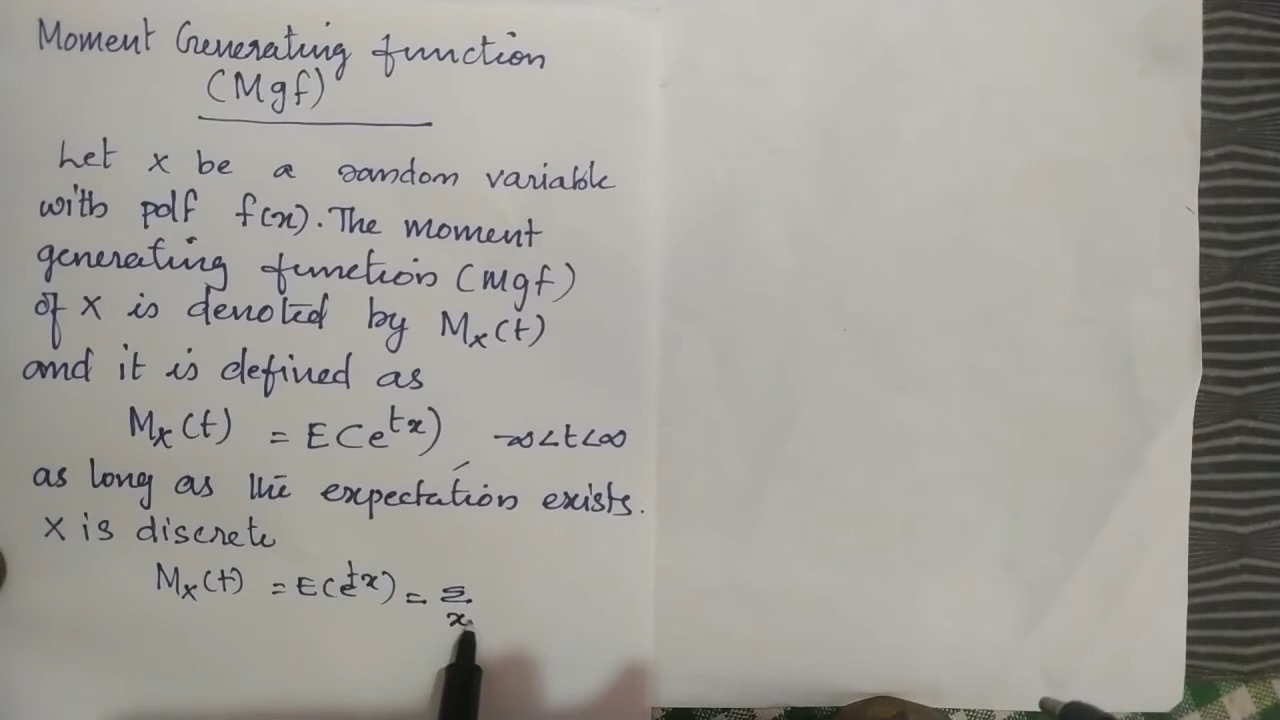 Moment Generating function
(Mgf)
Let x be a random variable
with pdf f(x). The moment
generating function (Mgf)
of X is denoted by Mₓ(t)
and it is defined as
Mₓ(t) = E(eᵗˣ) -∞<t<∞
as long as the expectation exists.
X is discrete
Mₓ(t) = E(eᵗˣ) = Σ
x